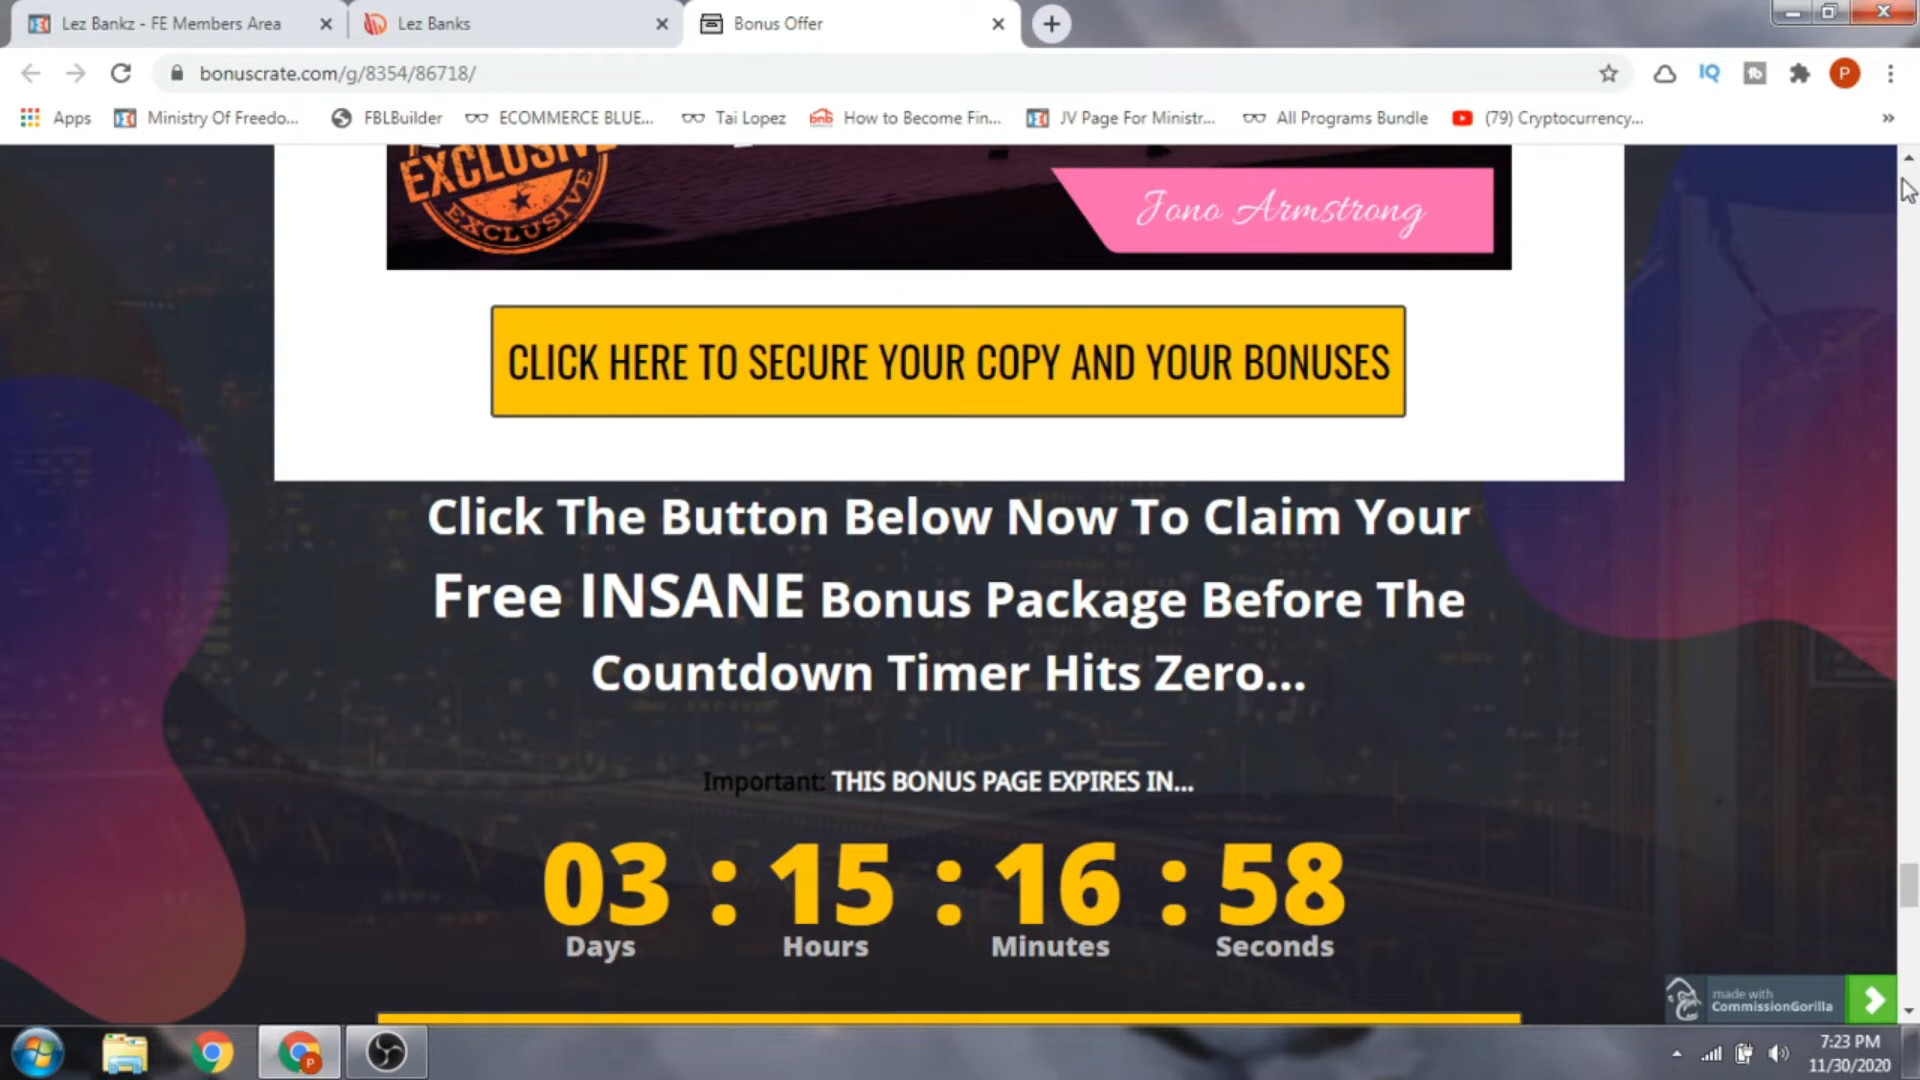 Lez Bankz - FE Members Area
Lez Banks
Bonus Offer
bonuscrate.com/g/8354/86718/
IQ
P
Apps
Ministry Of Freedo...
FBLBuilder
ECOMMERCE BLUE...
Tai Lopez
How to Become Fin...
JV Page For Ministr...
All Programs Bundle
(79) Cryptocurrency...
EXCLUSIVE
EXCLUSIVE
Jono Armstrong
CLICK HERE TO SECURE YOUR COPY AND YOUR BONUSES
Click The Button Below Now To Claim Your
Free INSANE Bonus Package Before The
Countdown Timer Hits Zero...
Important: THIS BONUS PAGE EXPIRES IN...
03 : 15 : 16 : 58
Days Hours Minutes Seconds
made with
CommissionGorilla
7:23 PM
11/30/2020